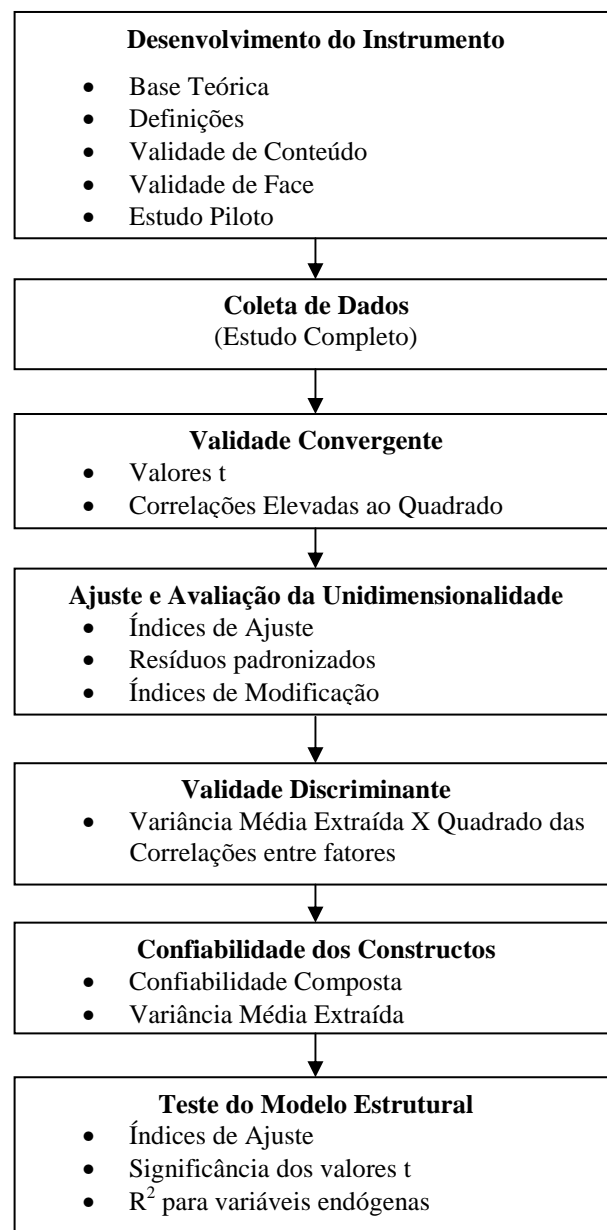 Desenvolvimento do Instrumento
• Base Teórica
• Definições
• Validade de Conteúdo
• Validade de Face
• Estudo Piloto
Coleta de Dados
(Estudo Completo)
Validade Convergente
• Valores t
• Correlações Elevadas ao Quadrado
Ajuste e Avaliação da Unidimensionalidade
• Índices de Ajuste
• Resíduos padronizados
• Índices de Modificação
Validade Discriminante
• Variância Média Extraída X Quadrado das
Correlações entre fatores
Confiabilidade dos Constructos
• Confiabilidade Composta
• Variância Média Extraída
Teste do Modelo Estrutural
• Índices de Ajuste
• Significância dos valores t
• R² para variáveis endógenas